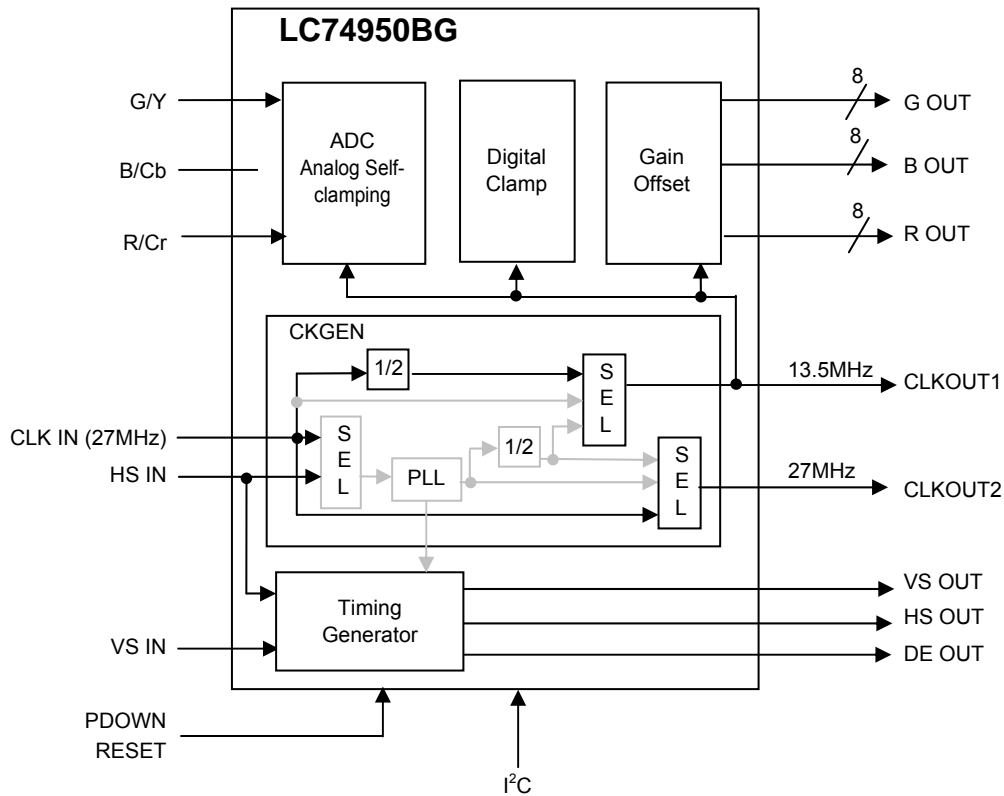 LC74950BG
G/Y
B/Cb
R/Cr
ADC
Analog Self-
clamping
Digital
Clamp
Gain
Offset
8
G OUT
8
B OUT
8
R OUT
CKGEN
1/2
S
E
L
13.5MHz
CLKOUT1
CLK IN (27MHz)
HS IN
S
E
L
PLL
1/2
S
E
L
27MHz
CLKOUT2
VS IN
Timing
Generator
VS OUT
HS OUT
DE OUT
PDOWN
RESET
I²C